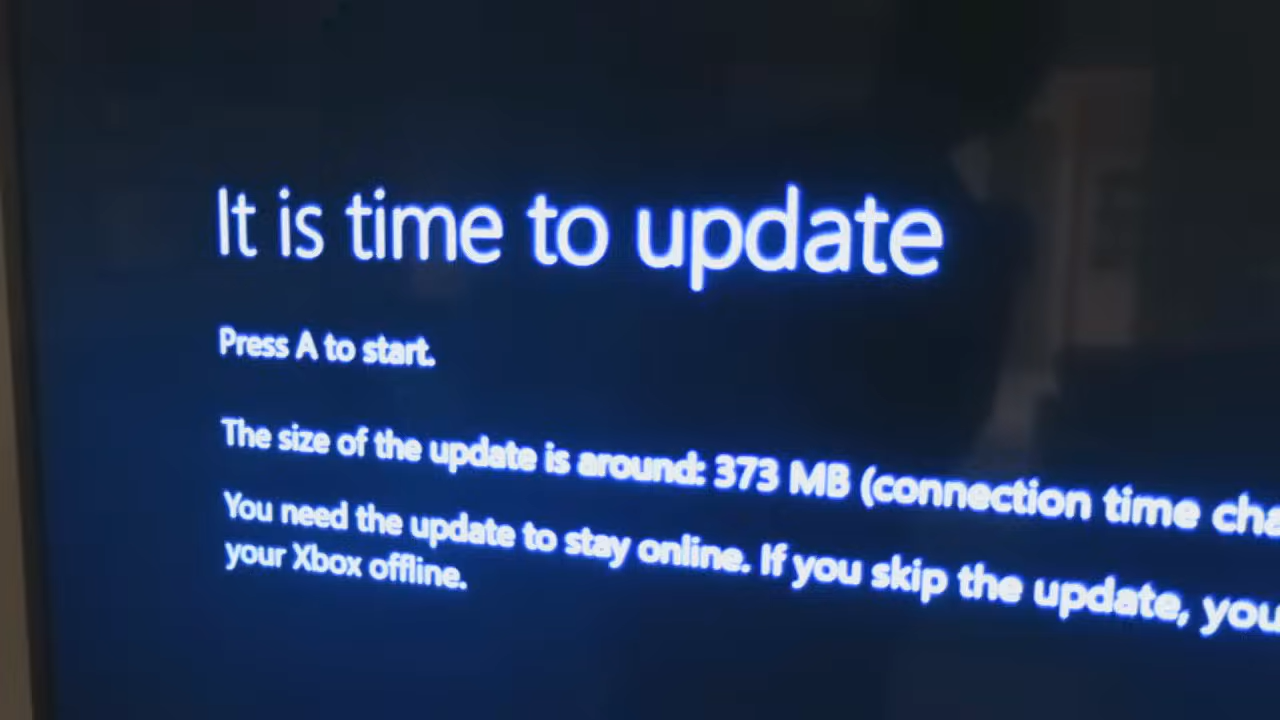 It is time to update
Press A to start.
The size of the update is around: 373 MB (connection time cha
You need the update to stay online. If you skip the update, you
your Xbox offline.